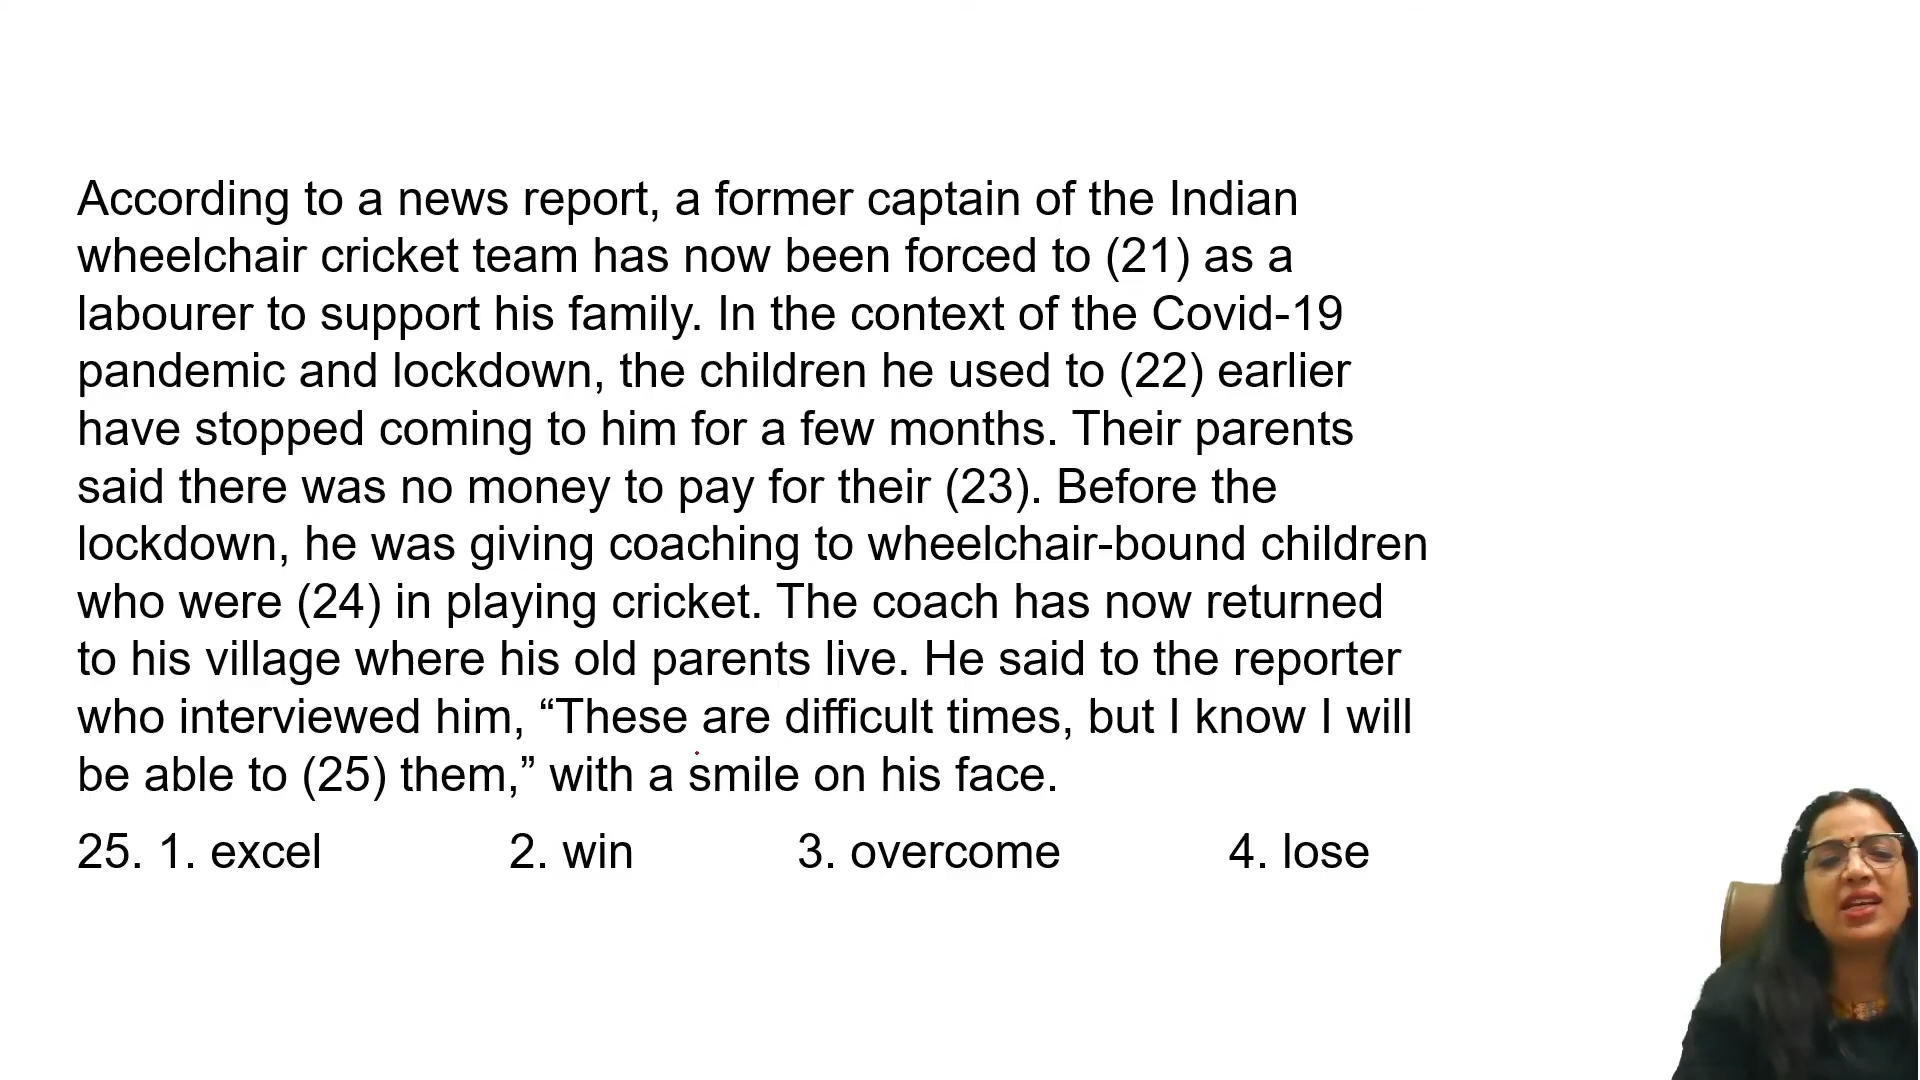 According to a news report, a former captain of the Indian
wheelchair cricket team has now been forced to (21) as a
labourer to support his family. In the context of the Covid-19
pandemic and lockdown, the children he used to (22) earlier
have stopped coming to him for a few months. Their parents
said there was no money to pay for their (23). Before the
lockdown, he was giving coaching to wheelchair-bound children
who were (24) in playing cricket. The coach has now returned
to his village where his old parents live. He said to the reporter
who interviewed him, “These are difficult times, but I know I will
be able to (25) them,” with a smile on his face.
25. 1. excel 2. win 3. overcome 4. lose